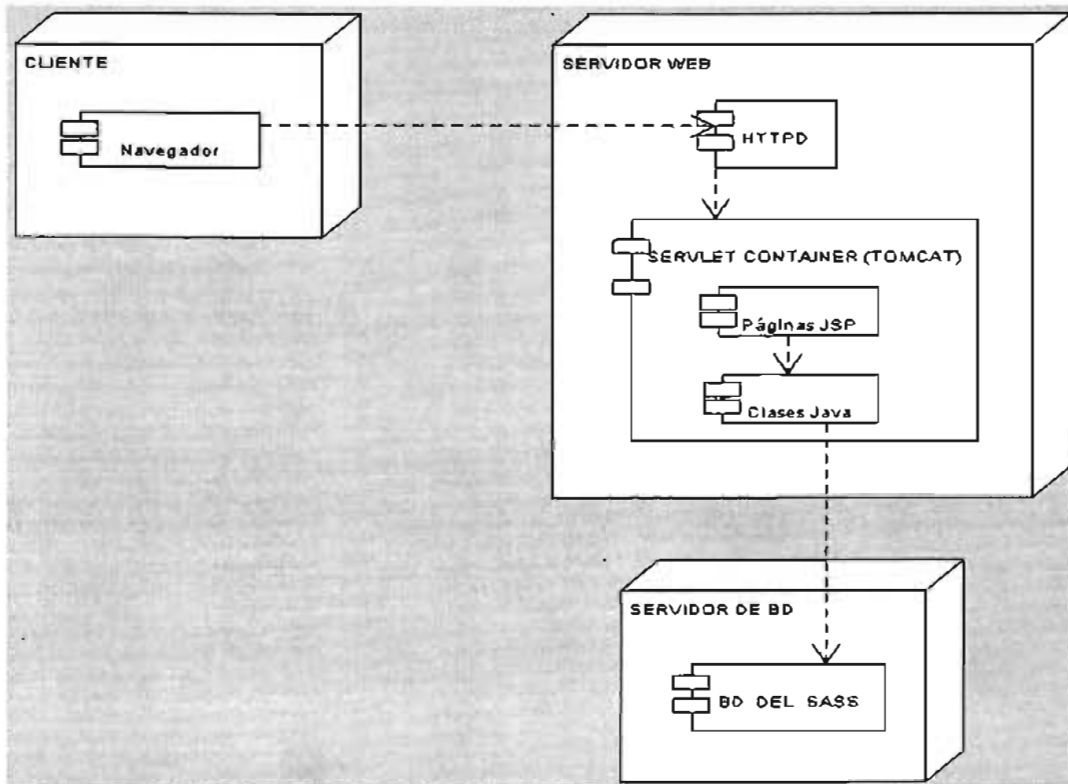 CLIENTE
Navegador
SERVIDOR WEB
HTTPD
SERVLET CONTAINER (TOMCAT)
Páginas JSP
Clases Java
SERVIDOR DE BD
BD DEL SASS